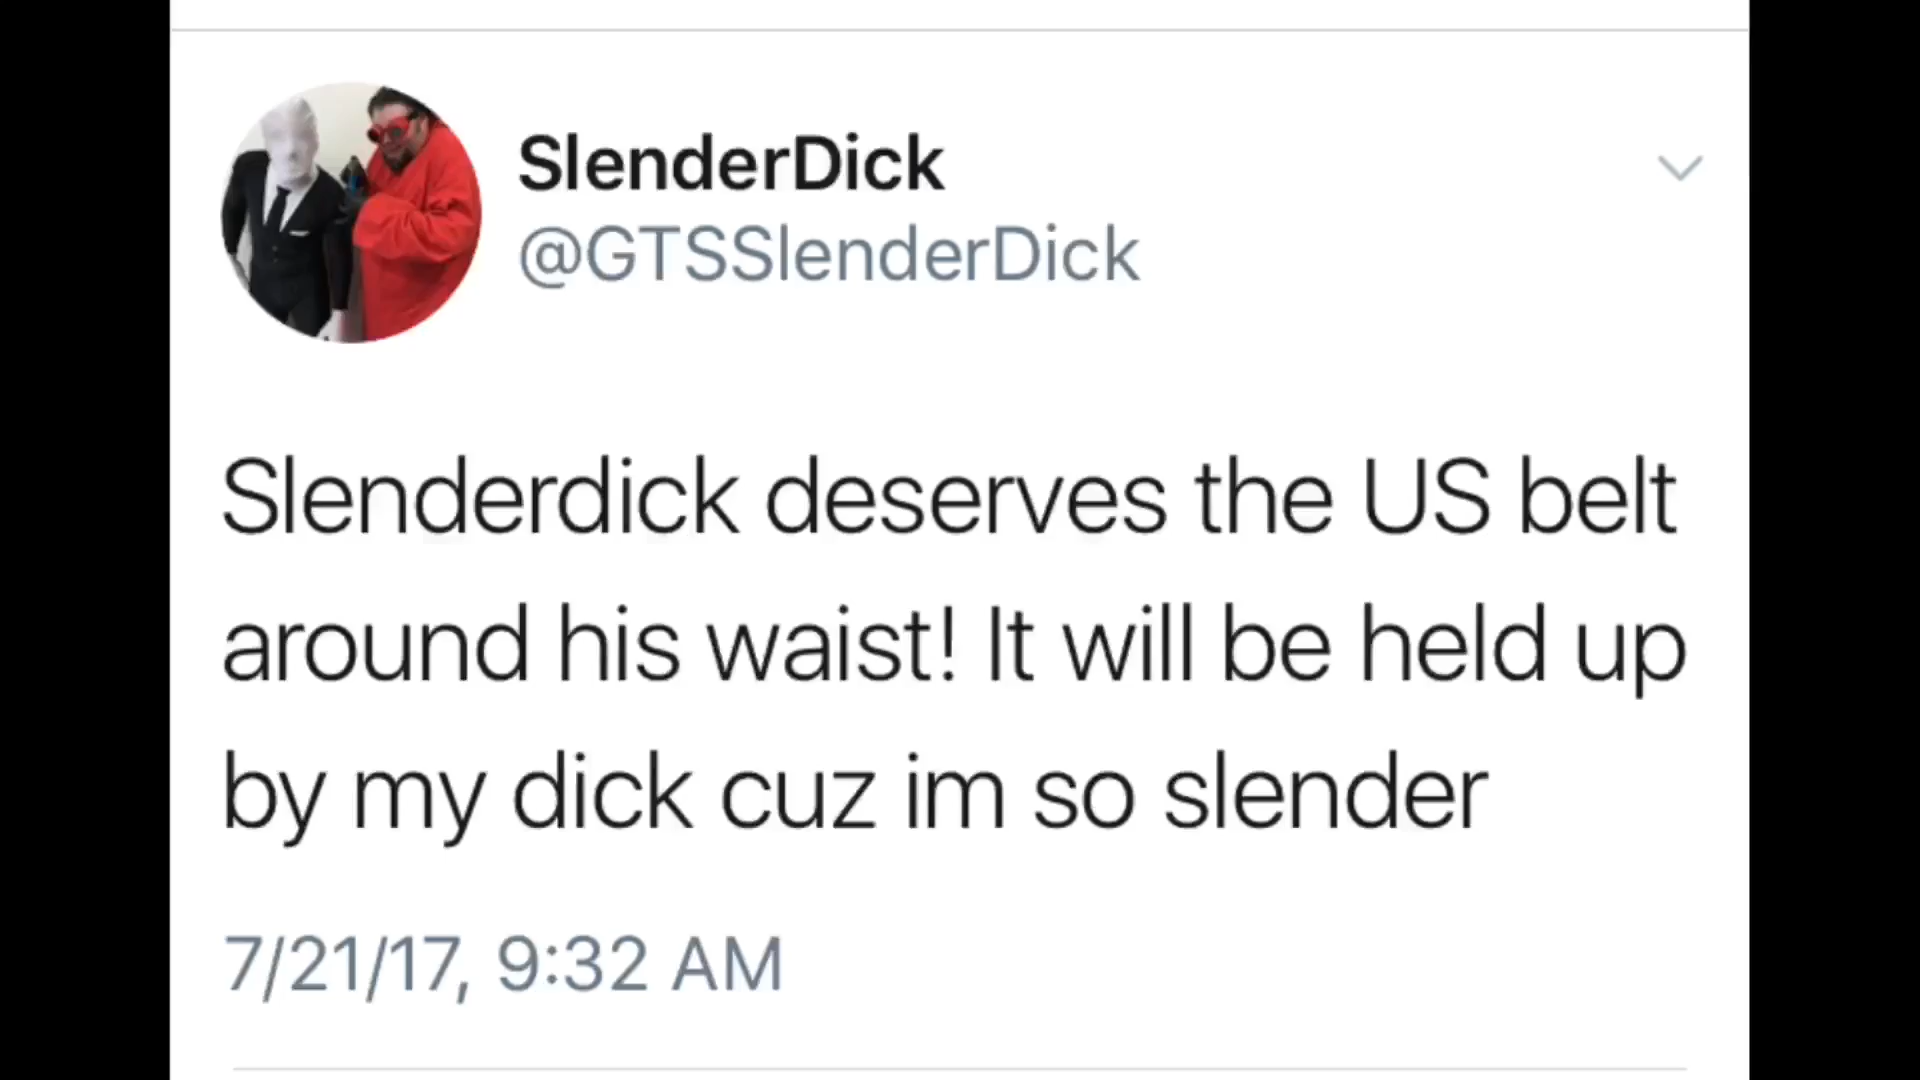 SlenderDick
@GTSSlenderDick
Slenderdick deserves the US belt
around his waist! It will be held up
by my dick cuz im so slender
7/21/17, 9:32 AM